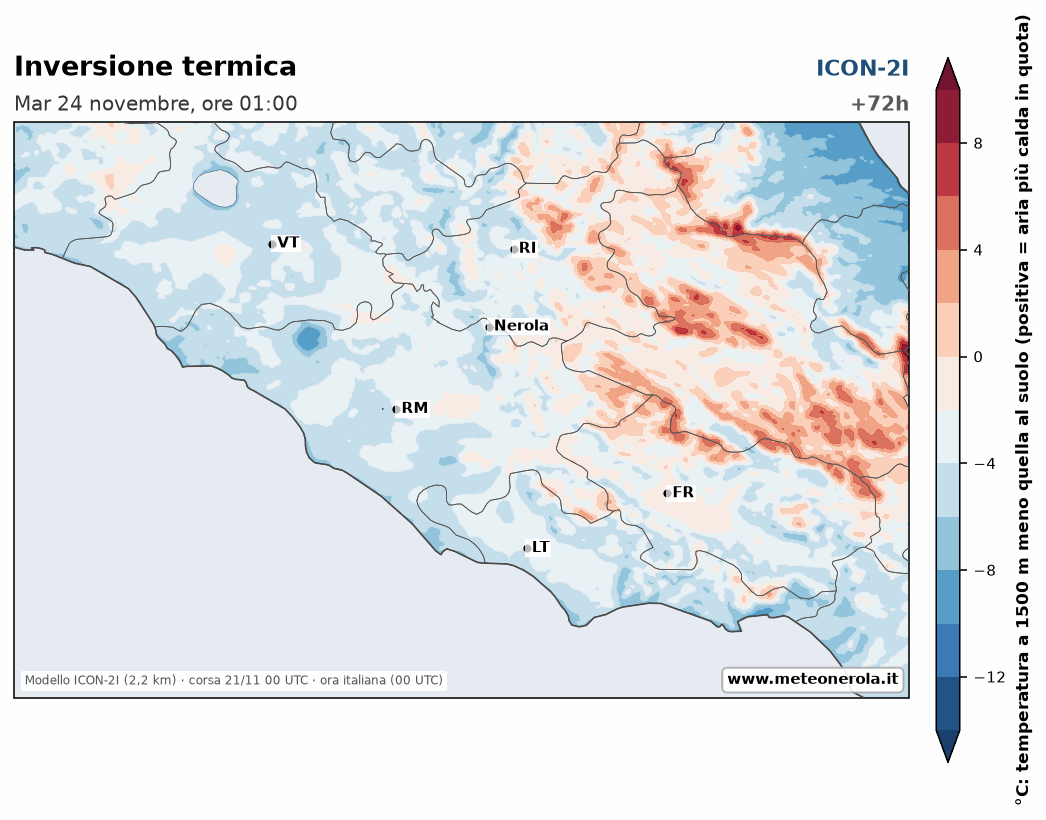 Inversione termica
ICON-2I
Mar 24 novembre, ore 01:00
+72h
VT
RI
Nerola
RM
FR
LT
Modello ICON-2I (2,2 km) · corsa 21/11 00 UTC · ora italiana (00 UTC)
www.meteonerola.it
8
4
0
−4
−8
−12
°C: temperatura a 1500 m meno quella al suolo (positiva = aria più calda in quota)